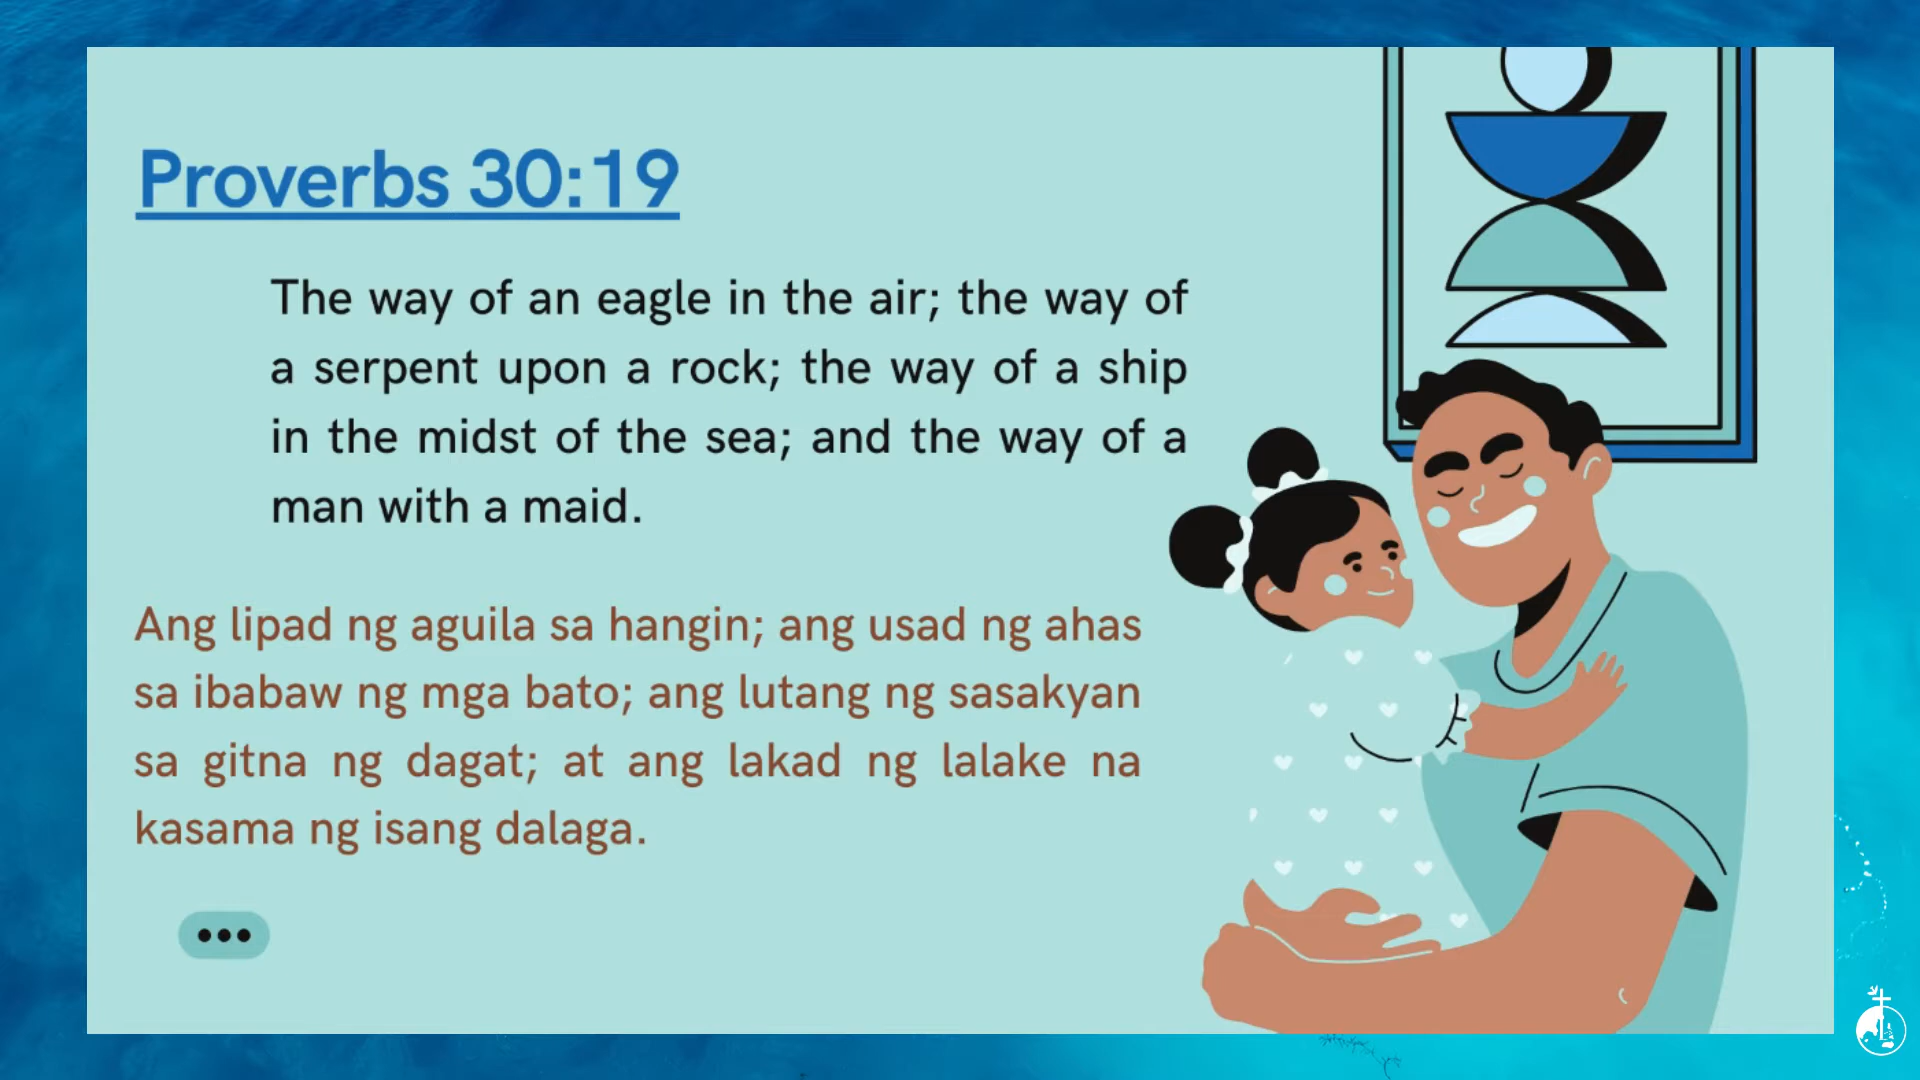 Proverbs 30:19
The way of an eagle in the air; the way of
a serpent upon a rock; the way of a ship
in the midst of the sea; and the way of a
man with a maid.
Ang lipad ng aguila sa hangin; ang usad ng ahas
sa ibabaw ng mga bato; ang lutang ng sasakyan
sa gitna ng dagat; at ang lakad ng lalake na
kasama ng isang dalaga.